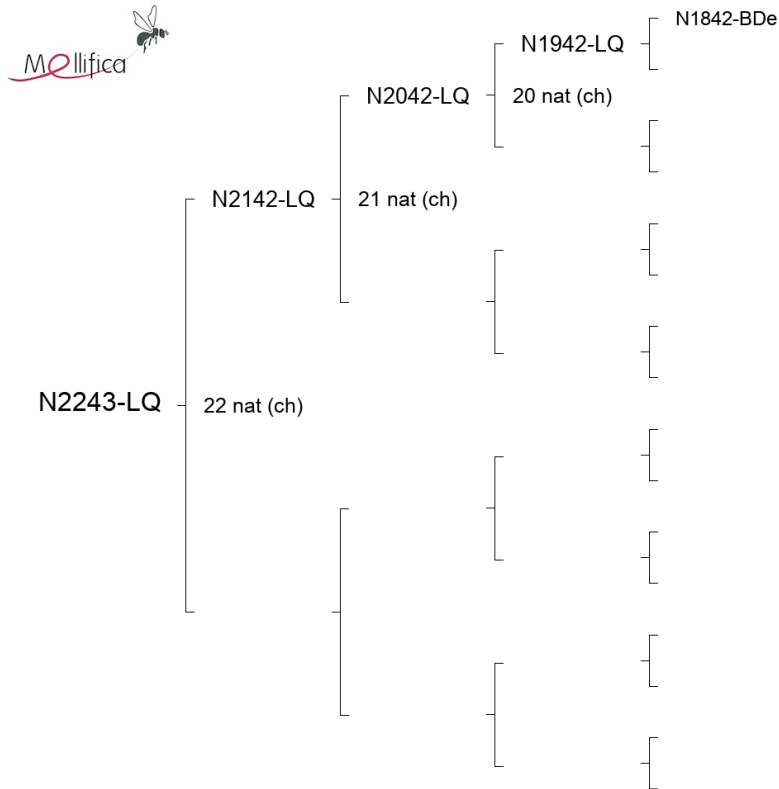 Mellifica
N1842-BDe
N1942-LQ
N2042-LQ
20 nat (ch)
N2142-LQ
21 nat (ch)
N2243-LQ
22 nat (ch)